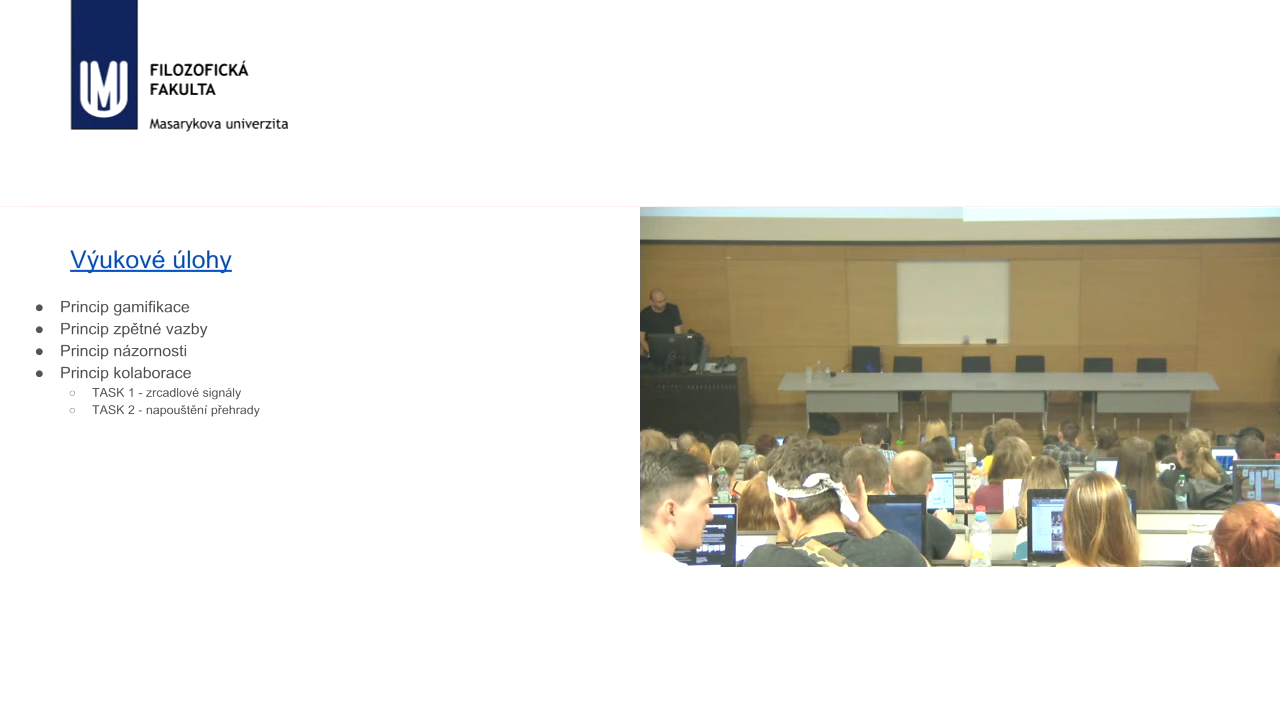 FILOZOFICKÁ
FAKULTA
Masarykova univerzita
Výukové úlohy
● Princip gamifikace
● Princip zpětné vazby
● Princip názornosti
● Princip kolaborace
○ TASK 1 - zrcadlové signály
○ TASK 2 - napouštění přehrady